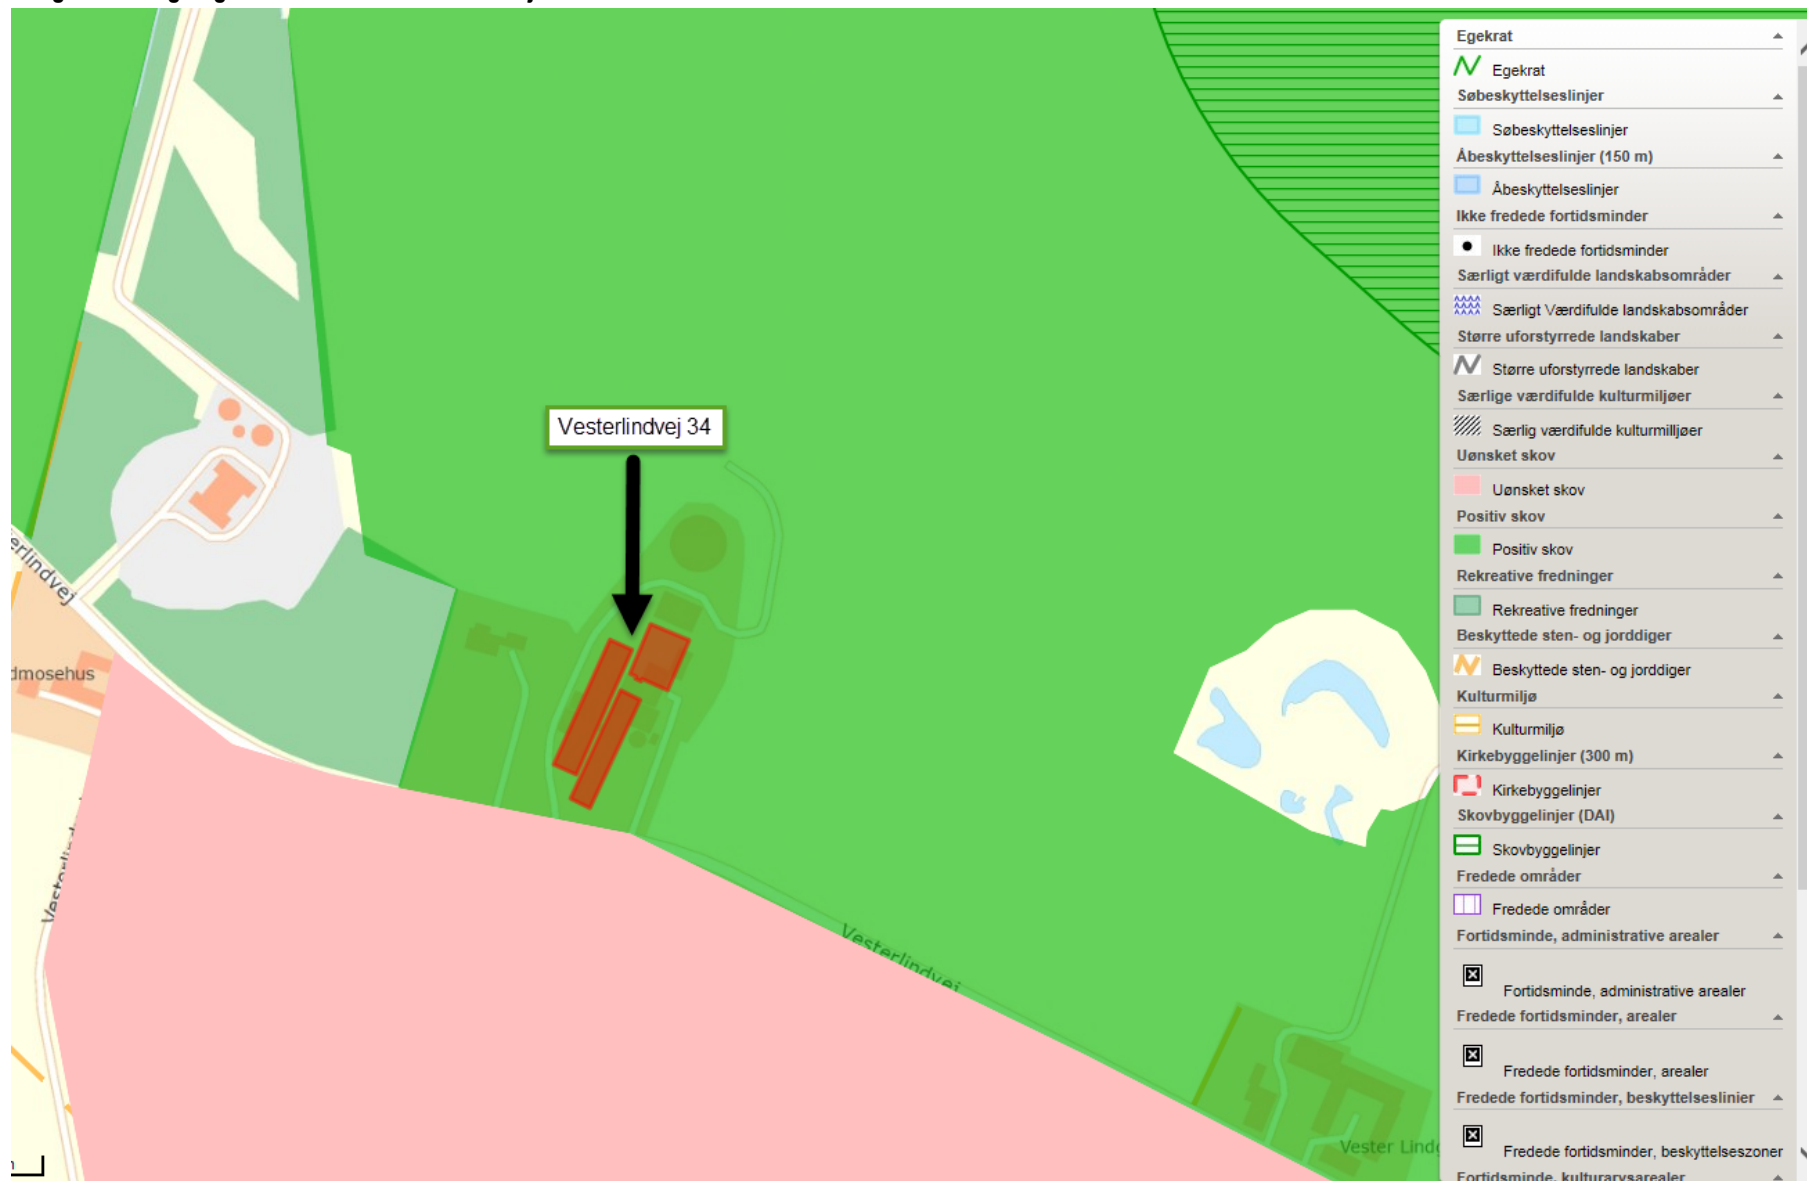 Vesterlindvej 34
erlindvej
dmosehus
Vesterlindvej
Vester Lind
Egekrat
Egekrat
Søbeskyttelseslinjer
Søbeskyttelseslinjer
Åbeskyttelseslinjer (150 m)
Åbeskyttelseslinjer
Ikke fredede fortidsminder
Ikke fredede fortidsminder
Særligt værdifulde landskabsområder
Særligt Værdifulde landskabsområder
Større uforstyrrede landskaber
Større uforstyrrede landskaber
Særlige værdifulde kulturmiljøer
Særlig værdifulde kulturmilljøer
Uønsket skov
Uønsket skov
Positiv skov
Positiv skov
Rekreative fredninger
Rekreative fredninger
Beskyttede sten- og jorddiger
Beskyttede sten- og jorddiger
Kulturmiljø
Kulturmiljø
Kirkebyggelinjer (300 m)
Kirkebyggelinjer
Skovbyggelinjer (DAI)
Skovbyggelinjer
Fredede områder
Fredede områder
Fortidsminde, administrative arealer
Fortidsminde, administrative arealer
Fredede fortidsminder, arealer
Fredede fortidsminder, arealer
Fredede fortidsminder, beskyttelseslinier
Fredede fortidsminder, beskyttelseszoner
Fortidsminde, kulturarvsarealer